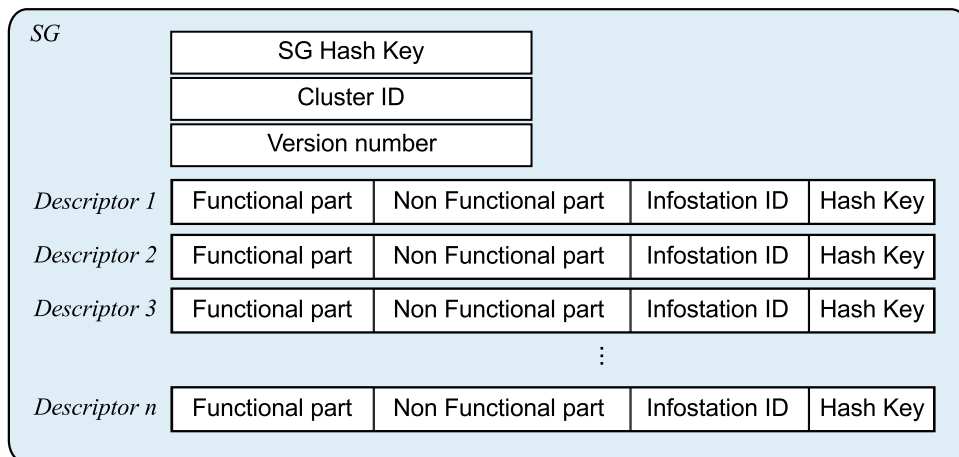 SG
SG Hash Key
Cluster ID
Version number
Descriptor 1 Functional part Non Functional part Infostation ID Hash Key
Descriptor 2 Functional part Non Functional part Infostation ID Hash Key
Descriptor 3 Functional part Non Functional part Infostation ID Hash Key
⋮
Descriptor n Functional part Non Functional part Infostation ID Hash Key